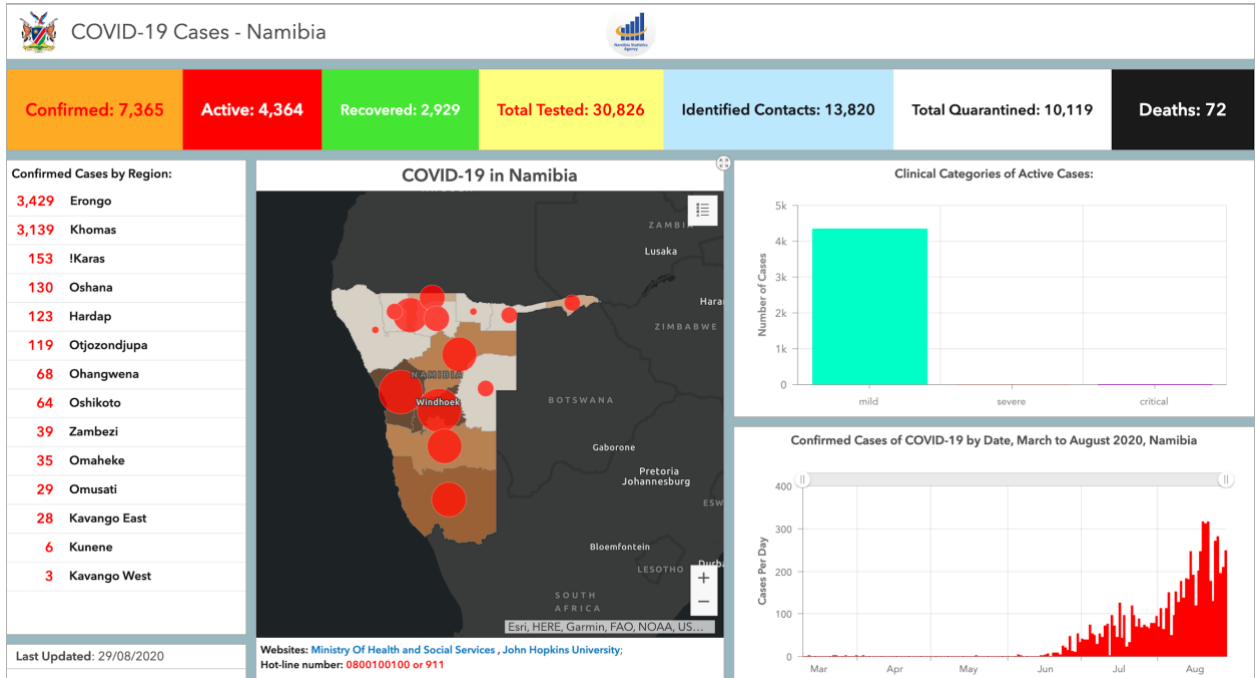 COVID-19 Cases - Namibia
Namibia Statistics
Agency
Confirmed: 7,365
Active: 4,364
Recovered: 2,929
Total Tested: 30,826
Identified Contacts: 13,820
Total Quarantined: 10,119
Deaths: 72
Confirmed Cases by Region:
3,429 Erongo
3,139 Khomas
153 !Karas
130 Oshana
123 Hardap
119 Otjozondjupa
68 Ohangwena
64 Oshikoto
39 Zambezi
35 Omaheke
29 Omusati
28 Kavango East
6 Kunene
3 Kavango West
Last Updated: 29/08/2020
COVID-19 in Namibia
ZAMBI
Lusaka
Hara
ZIMBABWE
NAMIBIA
Windhoek
BOTSWANA
Gaborone
Pretoria
Johannesburg
ESW
Bloemfontein
LESOTHO
Durba
SOUTH
AFRICA
+
−
Esri, HERE, Garmin, FAO, NOAA, US...
Websites: Ministry Of Health and Social Services , John Hopkins University;
Hot-line number: 0800100100 or 911
Clinical Categories of Active Cases:
Number of Cases
5k
4k
3k
2k
1k
0
mild severe critical
Confirmed Cases of COVID-19 by Date, March to August 2020, Namibia
Cases Per Day
400
300
200
100
0
Mar Apr May Jun Jul Aug